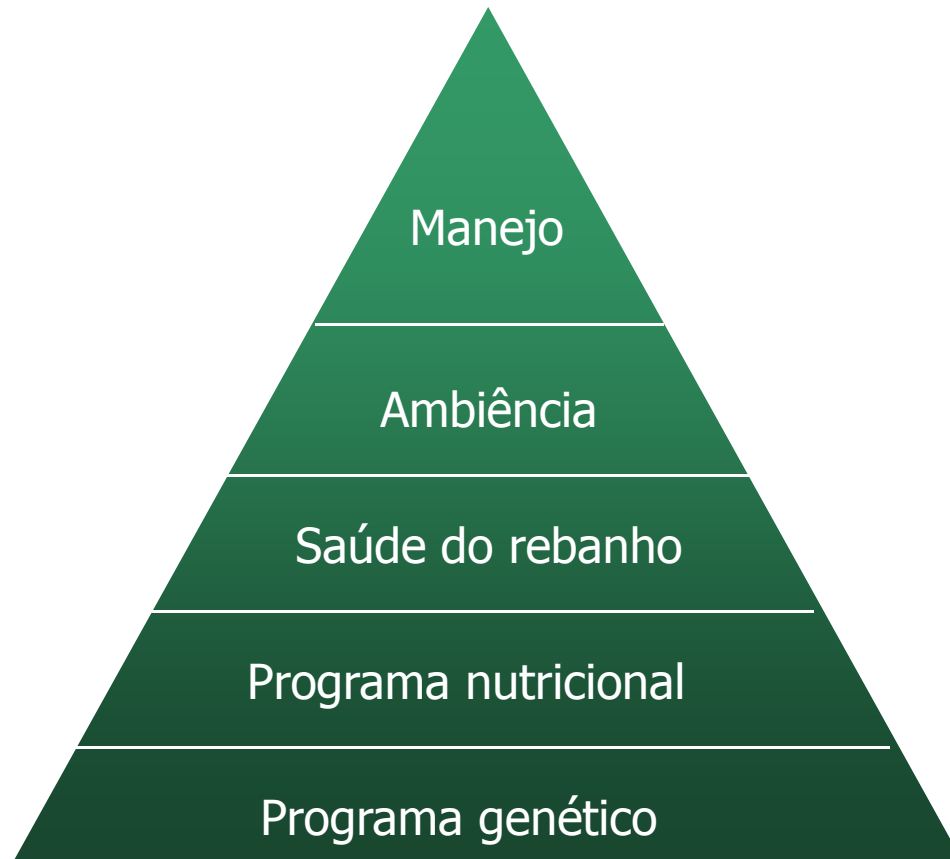 Manejo
Ambiência
Saúde do rebanho
Programa nutricional
Programa genético